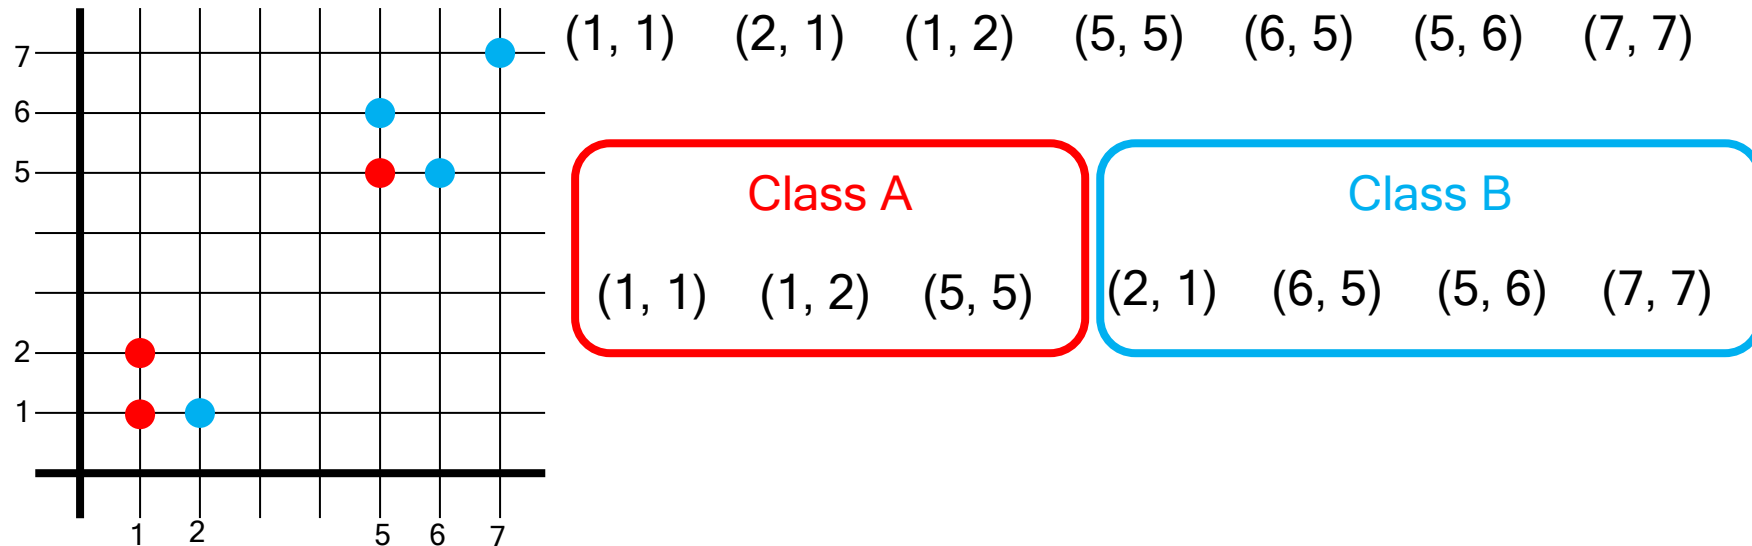 (1, 1) (2, 1) (1, 2) (5, 5) (6, 5) (5, 6) (7, 7)
7
6
5
2
1
1 2 5 6 7
Class A
(1, 1) (1, 2) (5, 5)
Class B
(2, 1) (6, 5) (5, 6) (7, 7)